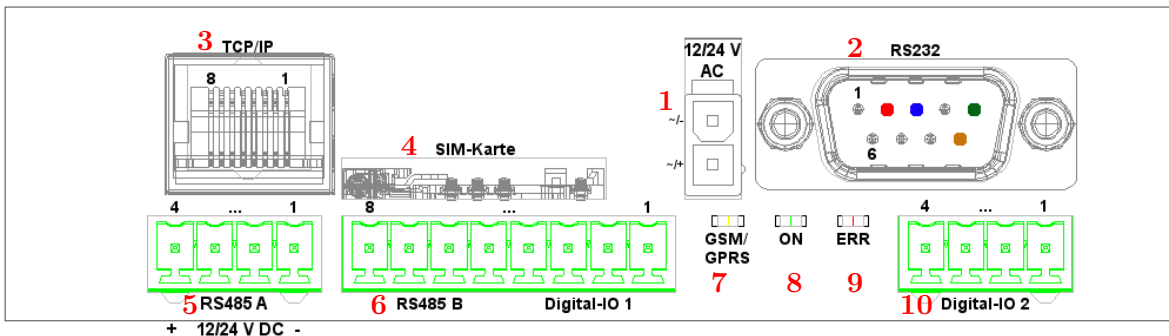 3 TCP/IP
8 1
4 SIM-Karte
12/24 V
AC
1
~/-
~/+
2 RS232
1
6
4 ... 1
8 ... 1
4 ... 1
GSM/
GPRS
ON
ERR
7 8 9
5 RS485 A
+ 12/24 V DC -
6 RS485 B Digital-IO 1
10 Digital-IO 2